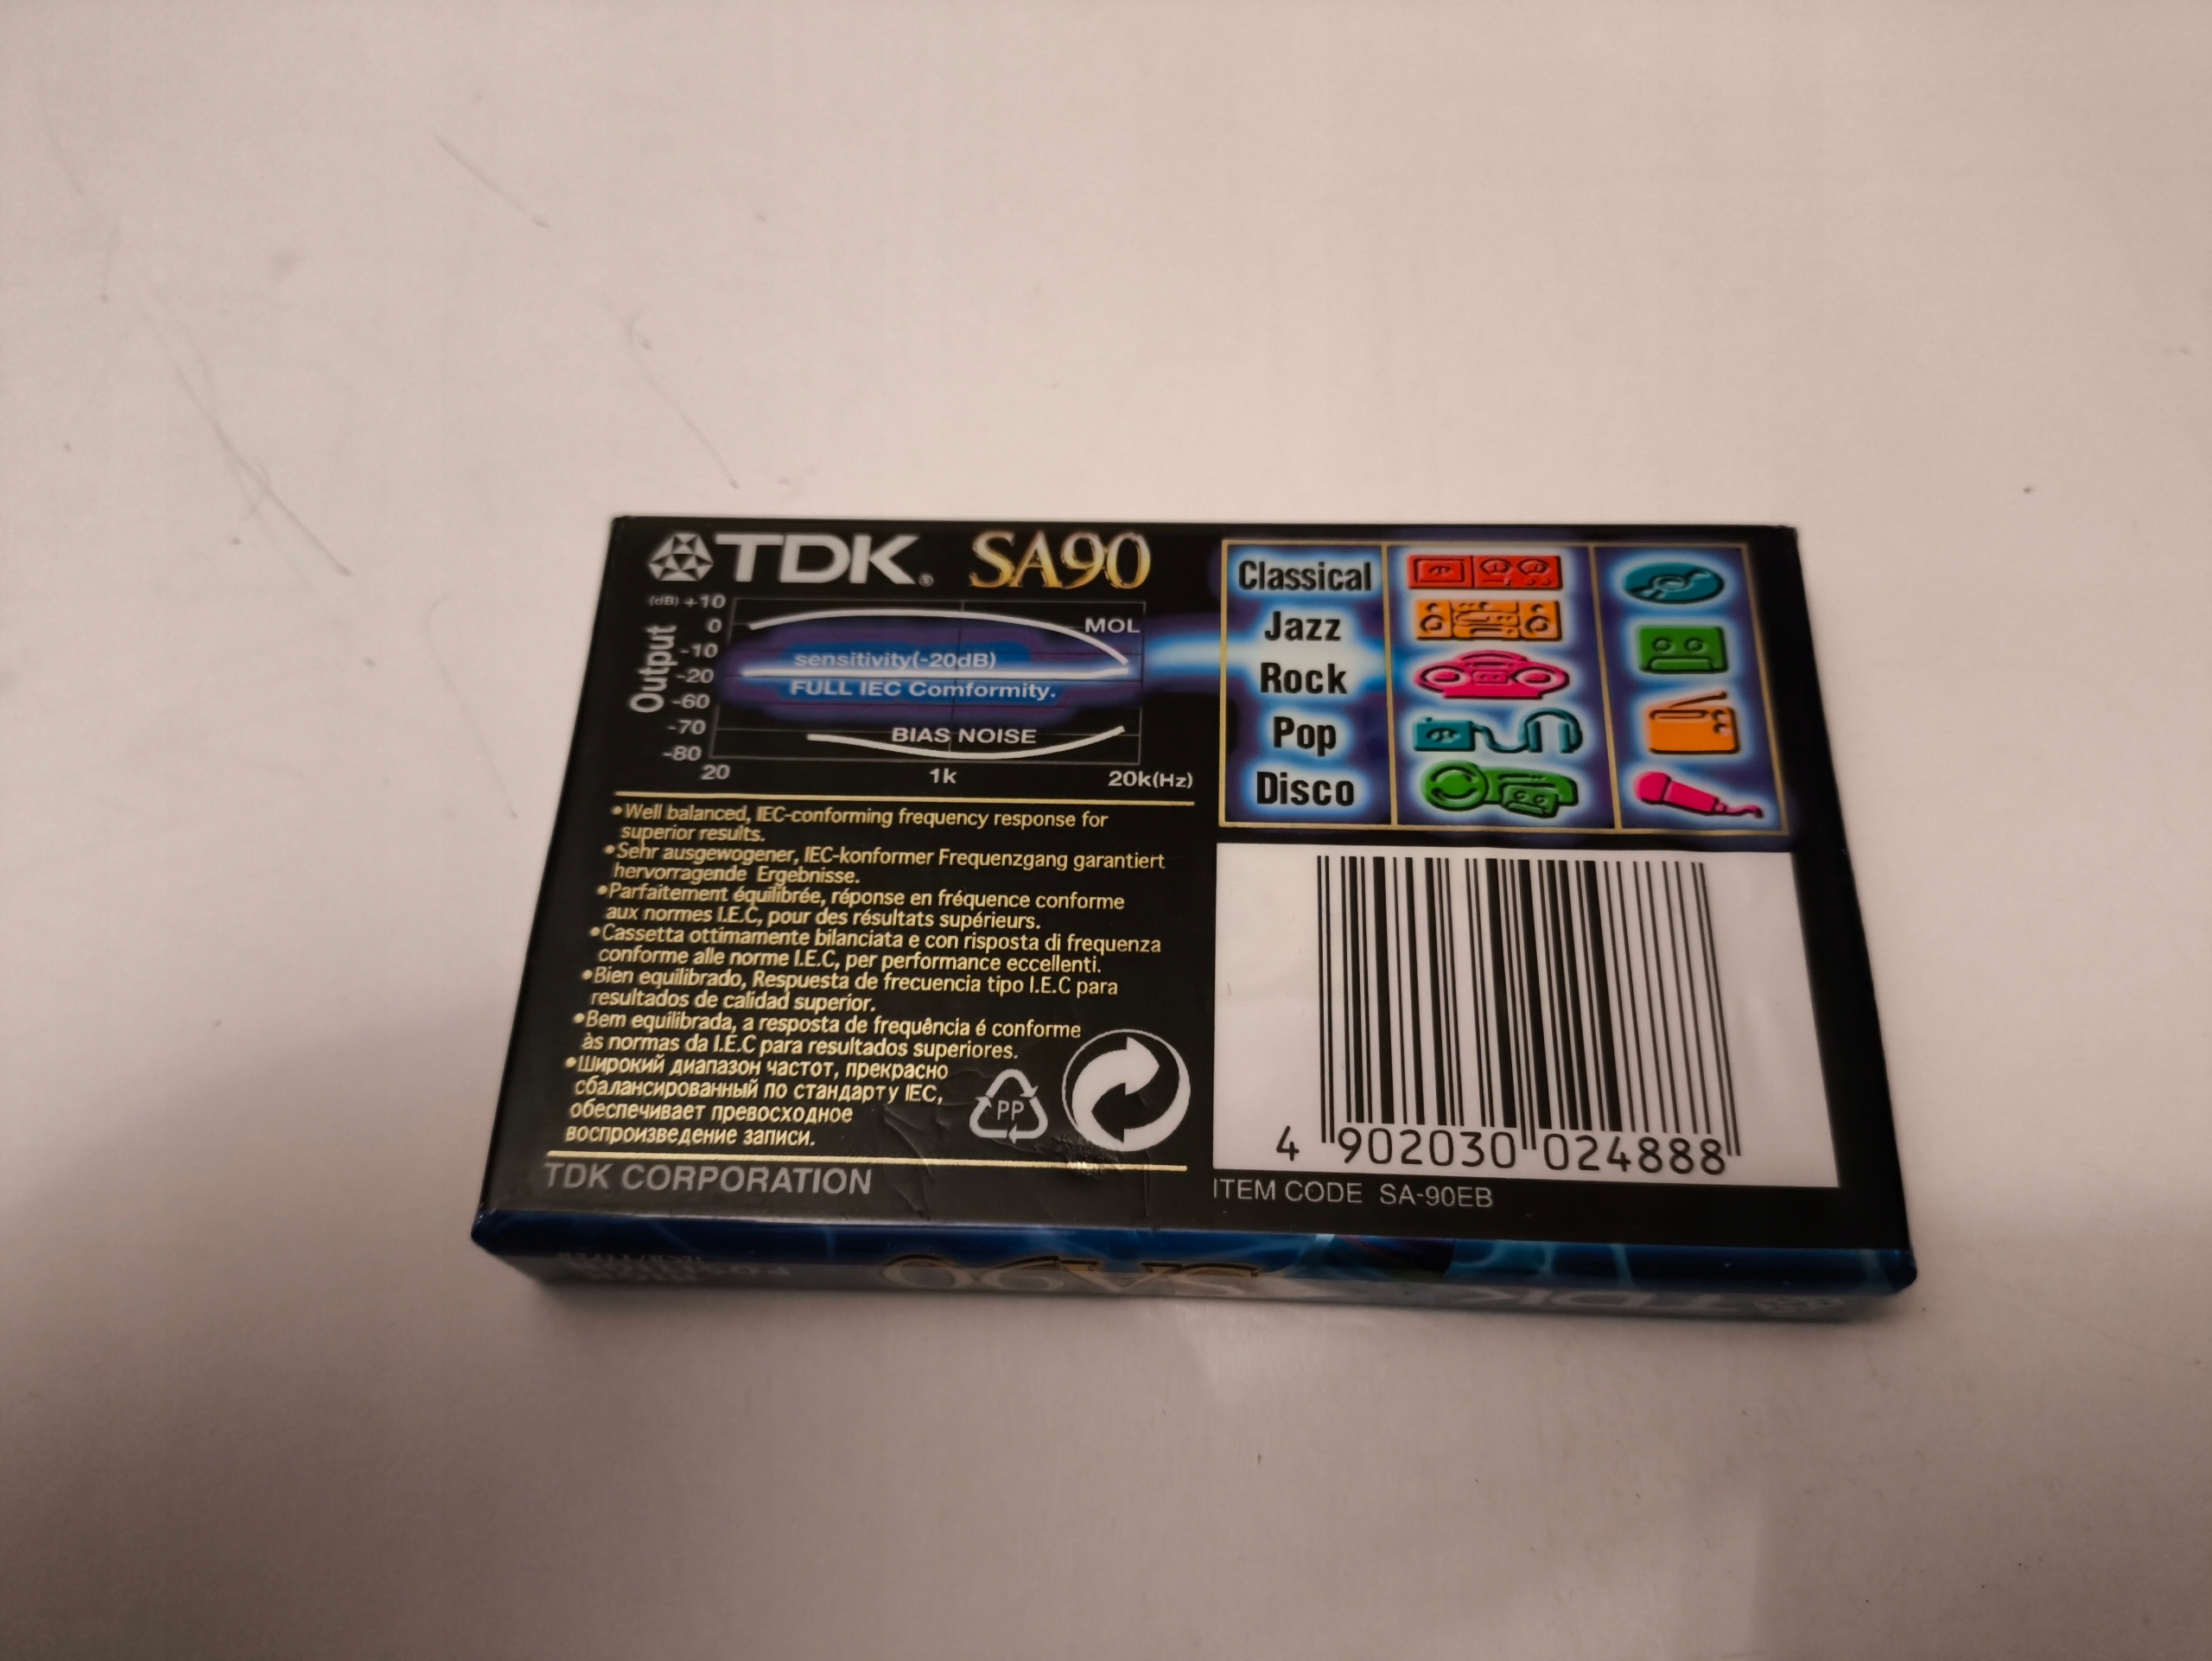 TDK® SA90
(dB) +10
0
-10
-20
-60
-70
-80
Output
MOL
sensitivity(-20dB)
FULL IEC Comformity.
BIAS NOISE
20 1k 20k(Hz)
•Well balanced, IEC-conforming frequency response for
superior results.
•Sehr ausgewogener, IEC-konformer Frequenzgang garantiert
hervorragende Ergebnisse.
•Parfaitement équilibrée, réponse en fréquence conforme
aux normes I.E.C, pour des résultats supérieurs.
•Cassetta ottimamente bilanciata e con risposta di frequenza
conforme alle norme I.E.C, per performance eccellenti.
•Bien equilibrado, Respuesta de frecuencia tipo I.E.C para
resultados de calidad superior.
•Bem equilibrada, a resposta de frequência é conforme
às normas da I.E.C para resultados superiores.
•Широкий диапазон частот, прекрасно
сбалансированный по стандарту IEC,
обеспечивает превосходное
воспроизведение записи.
PP
TDK CORPORATION
Classical
Jazz
Rock
Pop
Disco
4 902030 024888
ITEM CODE SA-90EB
SA90
TDK